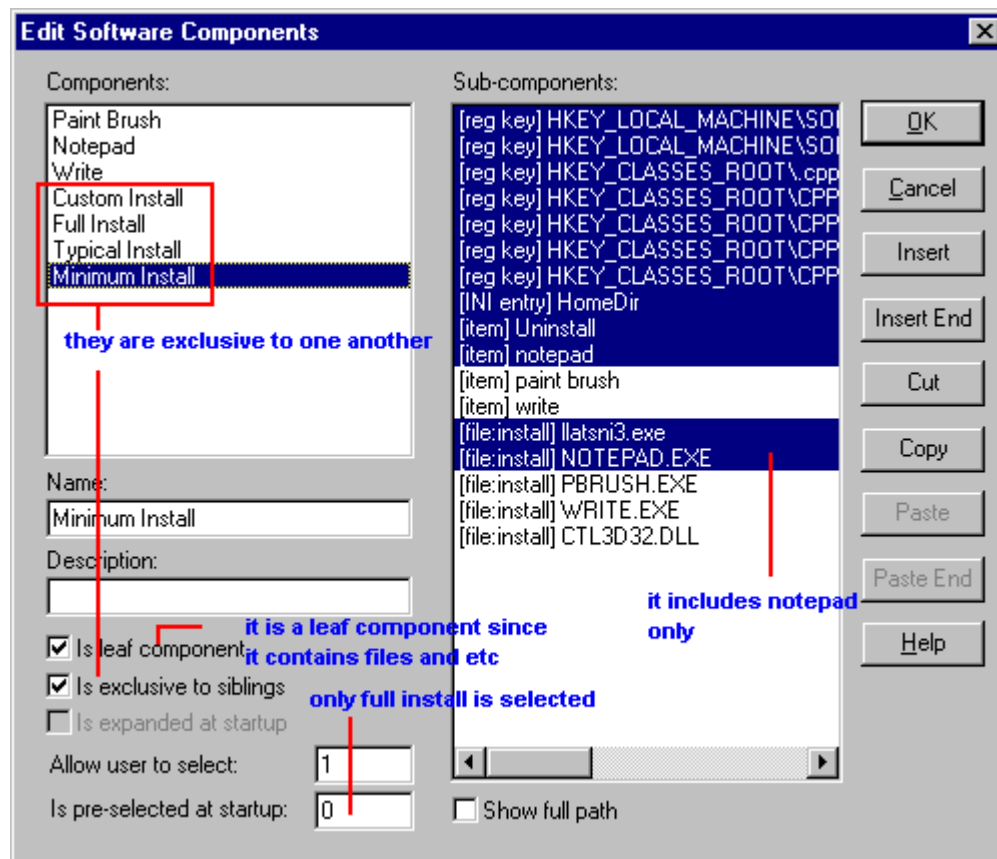 Edit Software Components
Components:
Paint Brush
Notepad
Write
Custom Install
Full Install
Typical Install
Minimum Install
they are exclusive to one another
Name:
Minimum Install
Description:
Is leaf component
it is a leaf component since
it contains files and etc
Is exclusive to siblings
only full install is selected
Is expanded at startup
Allow user to select:
1
Is pre-selected at startup:
0
Sub-components:
[reg key] HKEY_LOCAL_MACHINE\SOI
[reg key] HKEY_LOCAL_MACHINE\SOI
[reg key] HKEY_CLASSES_ROOT\.cpp
[reg key] HKEY_CLASSES_ROOT\CPP
[reg key] HKEY_CLASSES_ROOT\CPP
[reg key] HKEY_CLASSES_ROOT\CPP
[reg key] HKEY_CLASSES_ROOT\CPP
[INI entry] HomeDir
[item] Uninstall
[item] notepad
[item] paint brush
[item] write
[file:install] llatsni3.exe
[file:install] NOTEPAD.EXE
[file:install] PBRUSH.EXE
[file:install] WRITE.EXE
[file:install] CTL3D32.DLL
it includes notepad
only
Show full path
OK
Cancel
Insert
Insert End
Cut
Copy
Paste
Paste End
Help